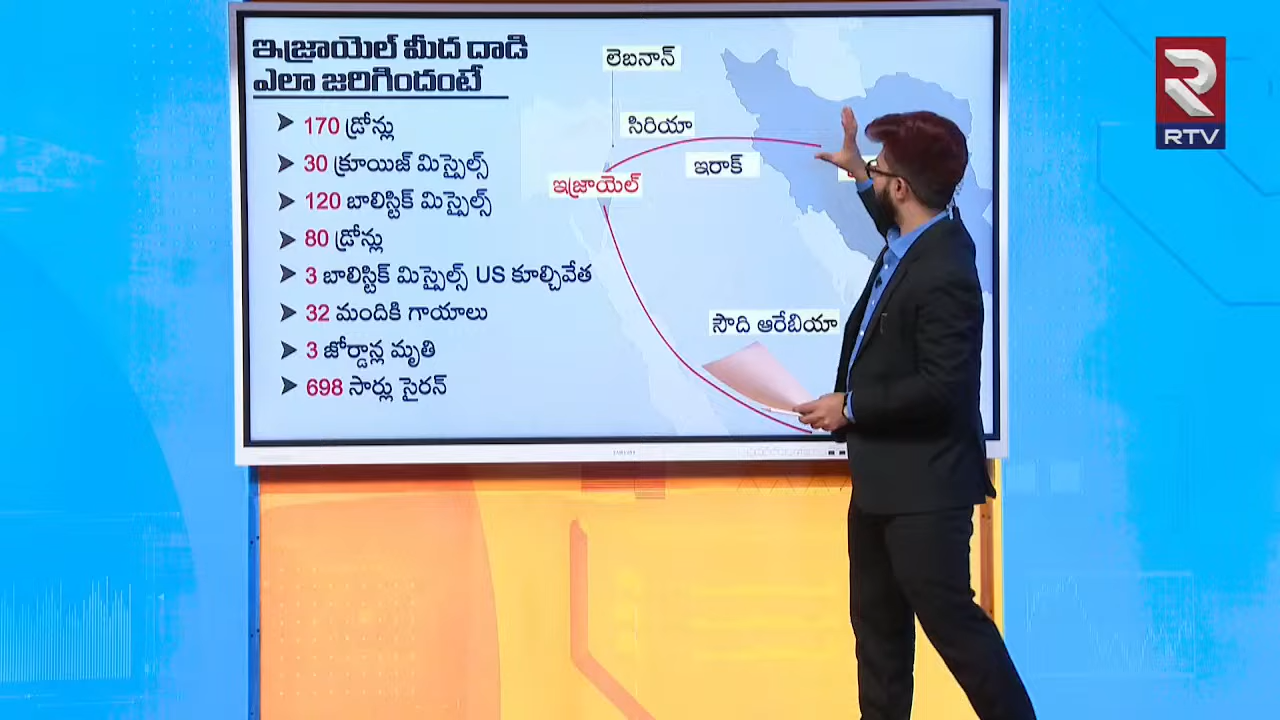 ఇజ్రాయెల్ మీద దాడి
ఎలా జరిగిందంటే
170 డ్రోన్లు
30 క్రూయిజ్ మిస్సైల్స్
120 బాలిస్టిక్ మిస్సైల్స్
80 డ్రోన్లు
3 బాలిస్టిక్ మిస్సైల్స్ US కూల్చివేత
32 మందికి గాయాలు
3 జోర్డాన్ల మృతి
698 సార్లు సైరన్
లెబనాన్
సిరియా
ఇరాక్
ఇజ్రాయెల్
సౌది ఆరేబియా
RTV